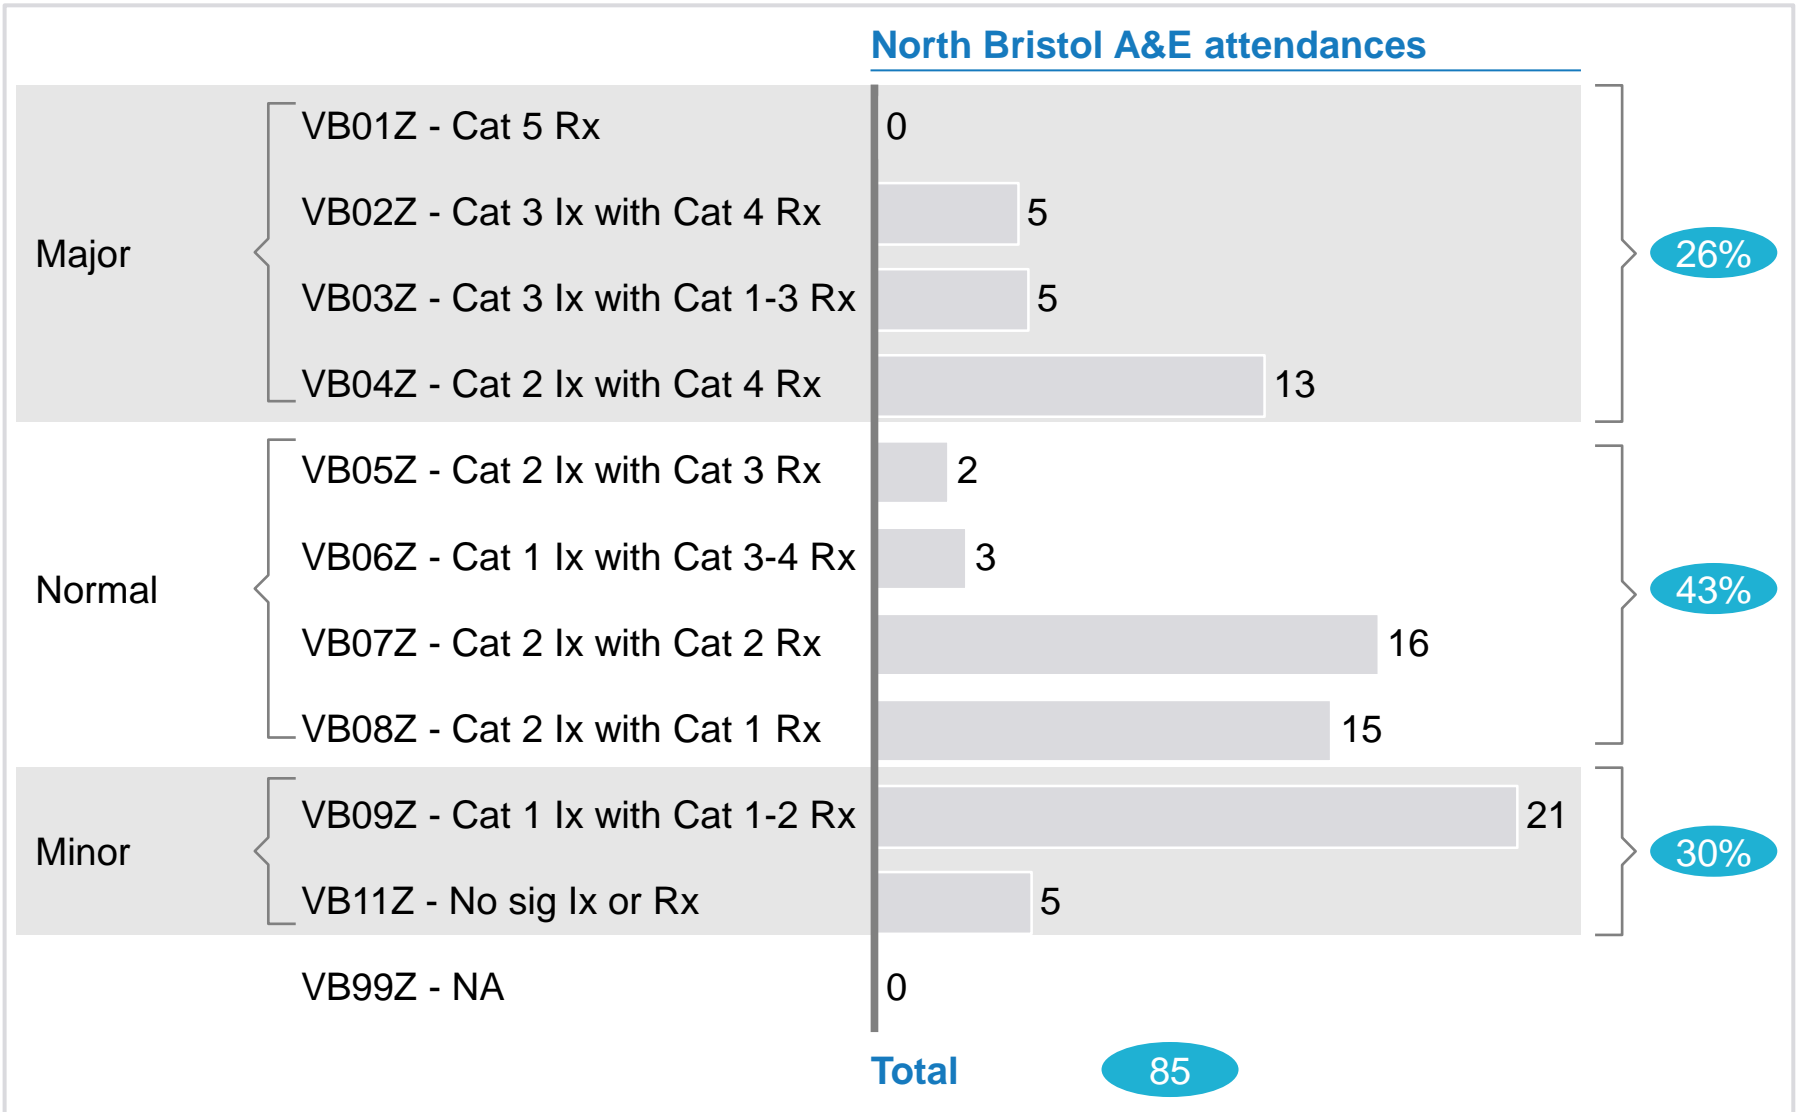 North Bristol A&E attendances
VB01Z - Cat 5 Rx 0
VB02Z - Cat 3 Ix with Cat 4 Rx 5
Major 26%
VB03Z - Cat 3 Ix with Cat 1-3 Rx 5
VB04Z - Cat 2 Ix with Cat 4 Rx 13
VB05Z - Cat 2 Ix with Cat 3 Rx 2
VB06Z - Cat 1 Ix with Cat 3-4 Rx 3
Normal 43%
VB07Z - Cat 2 Ix with Cat 2 Rx 16
VB08Z - Cat 2 Ix with Cat 1 Rx 15
VB09Z - Cat 1 Ix with Cat 1-2 Rx 21
Minor 30%
VB11Z - No sig Ix or Rx 5
VB99Z - NA 0
Total 85